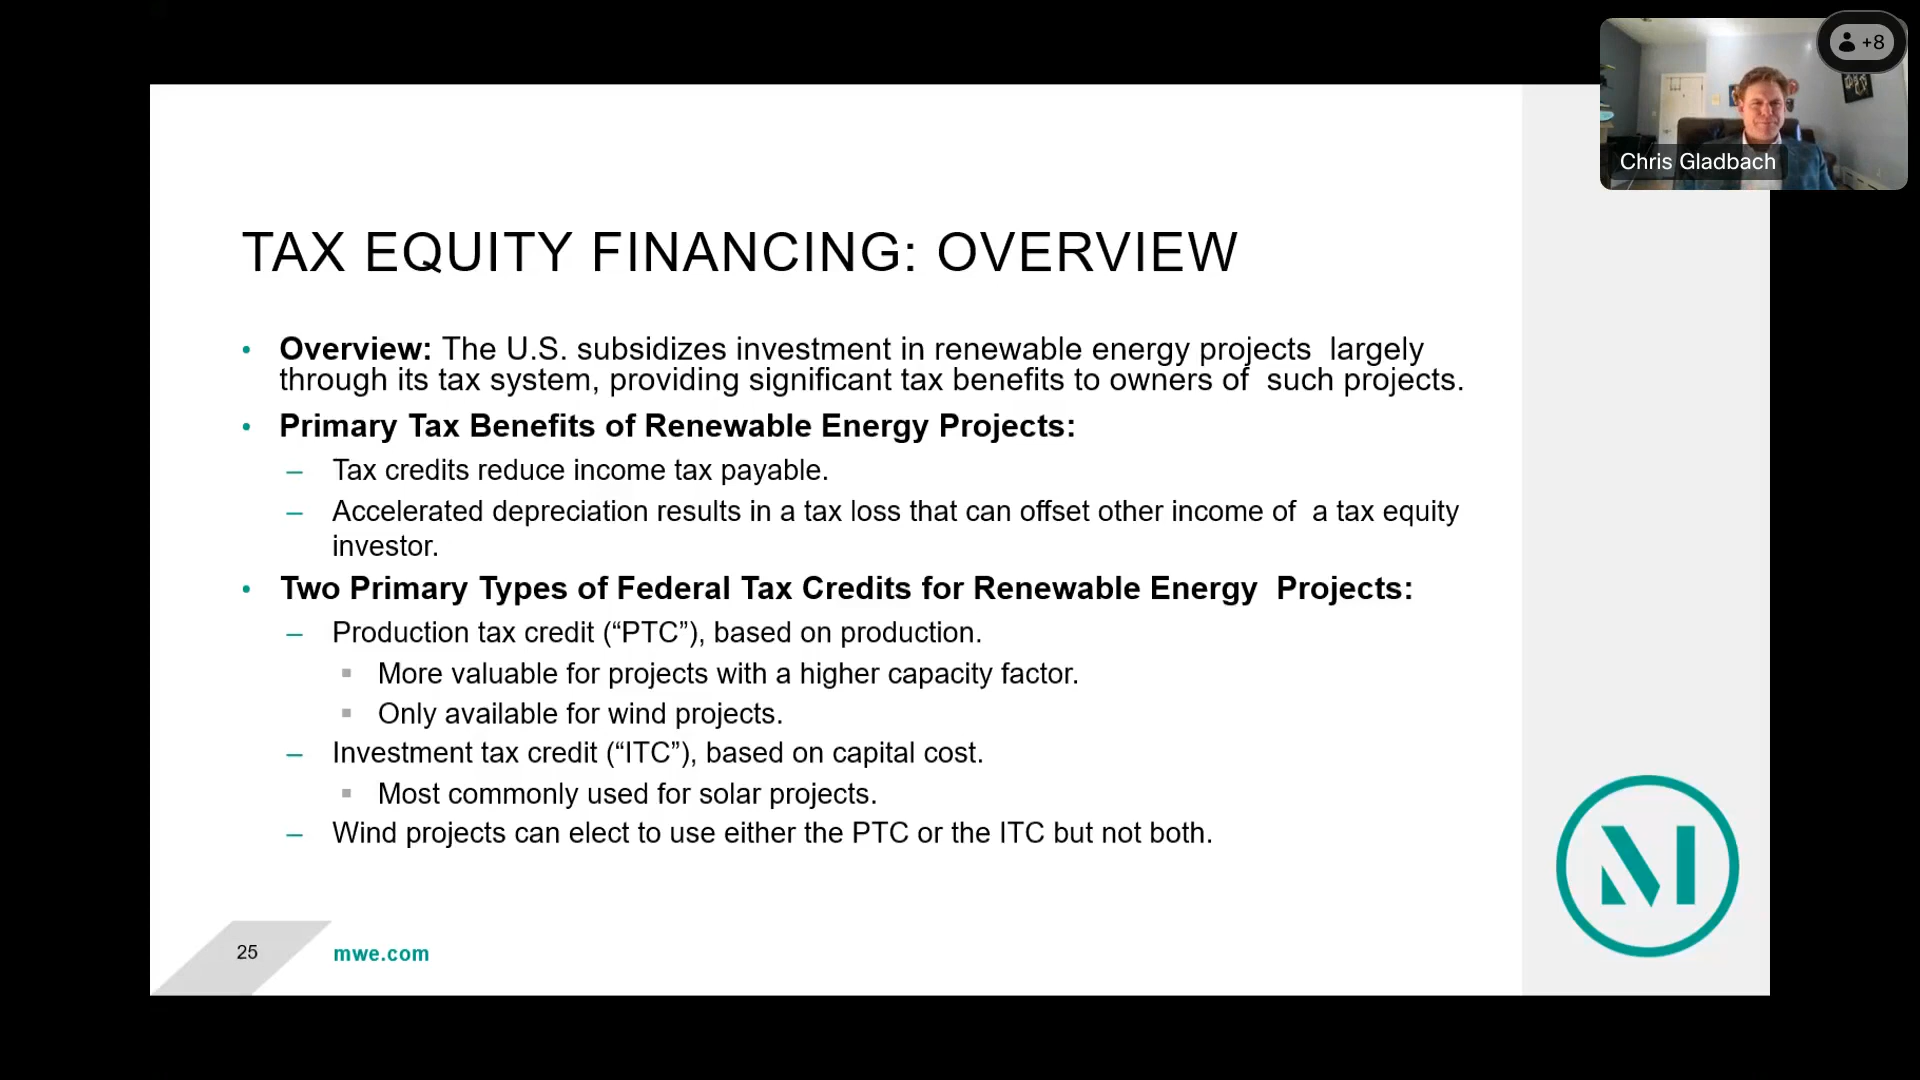 +8
Chris Gladbach
TAX EQUITY FINANCING: OVERVIEW
• Overview: The U.S. subsidizes investment in renewable energy projects largely
through its tax system, providing significant tax benefits to owners of such projects.
• Primary Tax Benefits of Renewable Energy Projects:
– Tax credits reduce income tax payable.
– Accelerated depreciation results in a tax loss that can offset other income of a tax equity
investor.
• Two Primary Types of Federal Tax Credits for Renewable Energy Projects:
– Production tax credit (“PTC”), based on production.
▪ More valuable for projects with a higher capacity factor.
▪ Only available for wind projects.
– Investment tax credit (“ITC”), based on capital cost.
▪ Most commonly used for solar projects.
– Wind projects can elect to use either the PTC or the ITC but not both.
M
25
mwe.com